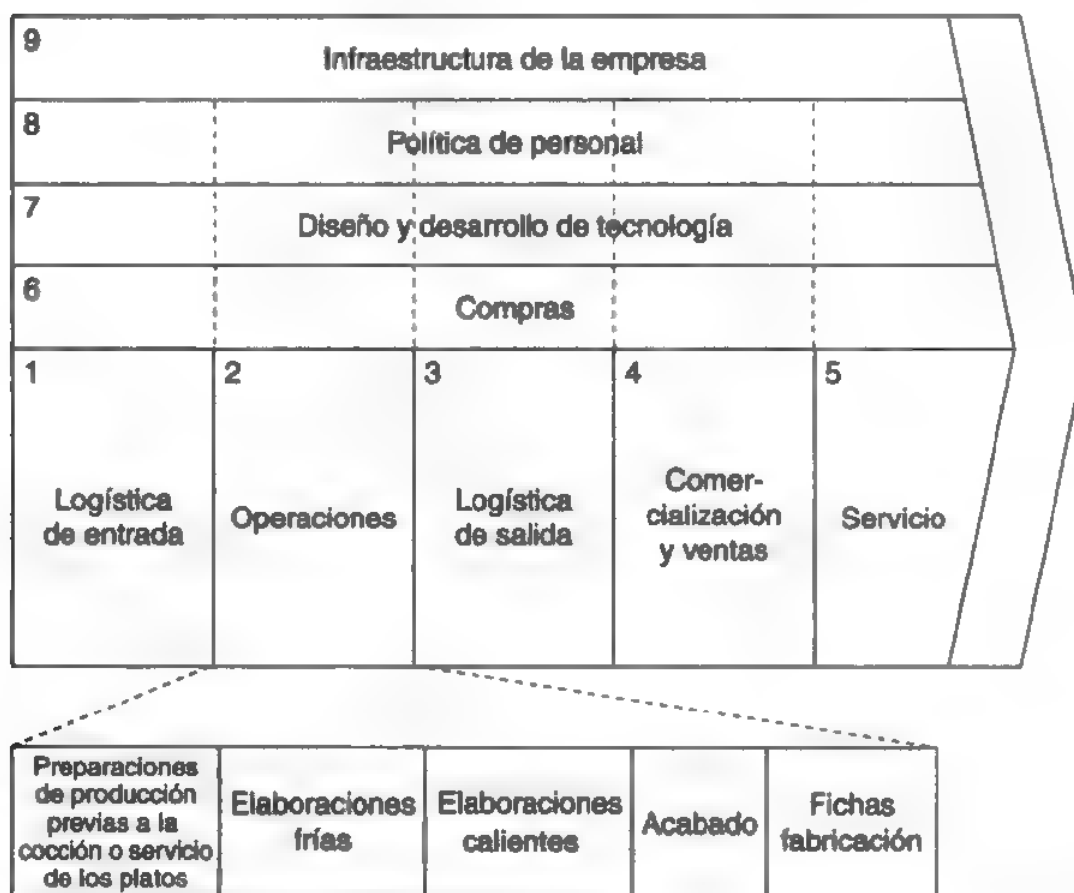 9
Infraestructura de la empresa
8
Política de personal
7
Diseño y desarrollo de tecnología
6
Compras
1
Logística
de entrada
2
Operaciones
3
Logística
de salida
4
Comer-
cialización
y ventas
5
Servicio
Preparaciones
de producción
previas a la
cocción o servicio
de los platos
Elaboraciones
frías
Elaboraciones
calientes
Acabado
Fichas
fabricación